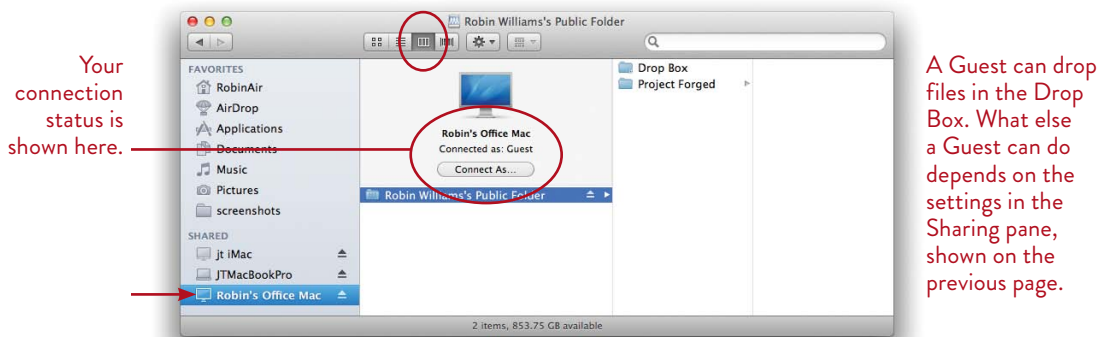 Robin Williams's Public Folder
Your
connection
status is
shown here.
FAVORITES
RobinAir
AirDrop
Applications
Documents
Music
Pictures
screenshots
SHARED
jt iMac
JTMacBookPro
Robin's Office Mac
Robin's Office Mac
Connected as: Guest
Connect As...
Robin Williams's Public Folder
Drop Box
Project Forged
2 items, 853.75 GB available
A Guest can drop
files in the Drop
Box. What else
a Guest can do
depends on the
settings in the
Sharing pane,
shown on the
previous page.